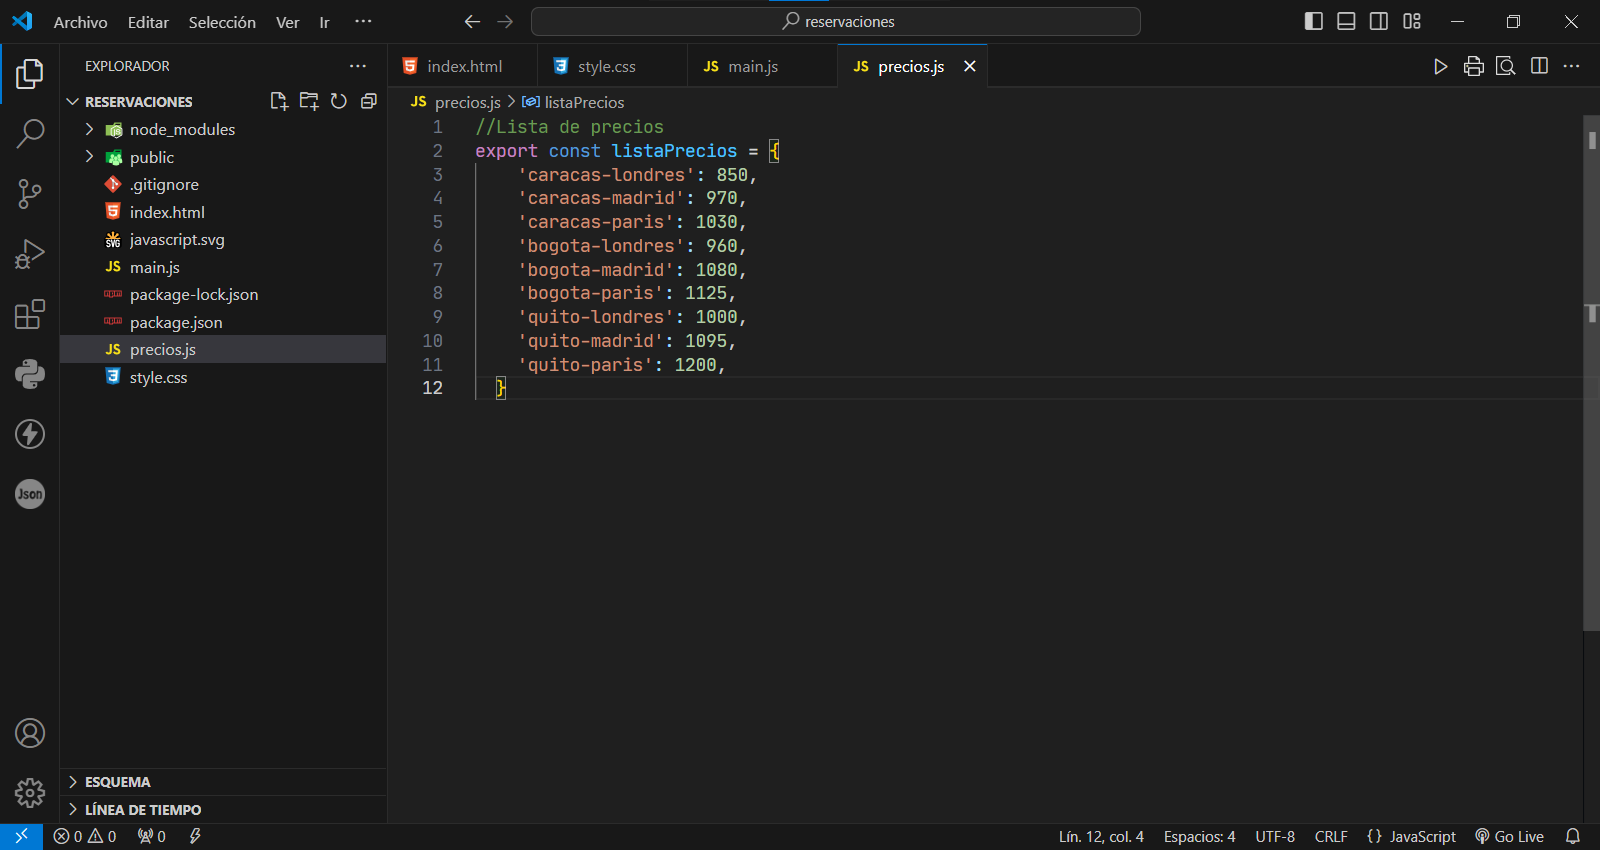 Archivo Editar Selección Ver Ir ···
reservaciones
EXPLORADOR ···
RESERVACIONES
node_modules
public
.gitignore
index.html
SVG javascript.svg
JS main.js
package-lock.json
package.json
JS precios.js
style.css
Json
ESQUEMA
LÍNEA DE TIEMPO
index.html style.css JS main.js JS precios.js
JS precios.js > listaPrecios
1 //Lista de precios
2 export const listaPrecios = {
3 'caracas-londres': 850,
4 'caracas-madrid': 970,
5 'caracas-paris': 1030,
6 'bogota-londres': 960,
7 'bogota-madrid': 1080,
8 'bogota-paris': 1125,
9 'quito-londres': 1000,
10 'quito-madrid': 1095,
11 'quito-paris': 1200,
12 }
0 0 0 Lín. 12, col. 4 Espacios: 4 UTF-8 CRLF {} JavaScript Go Live